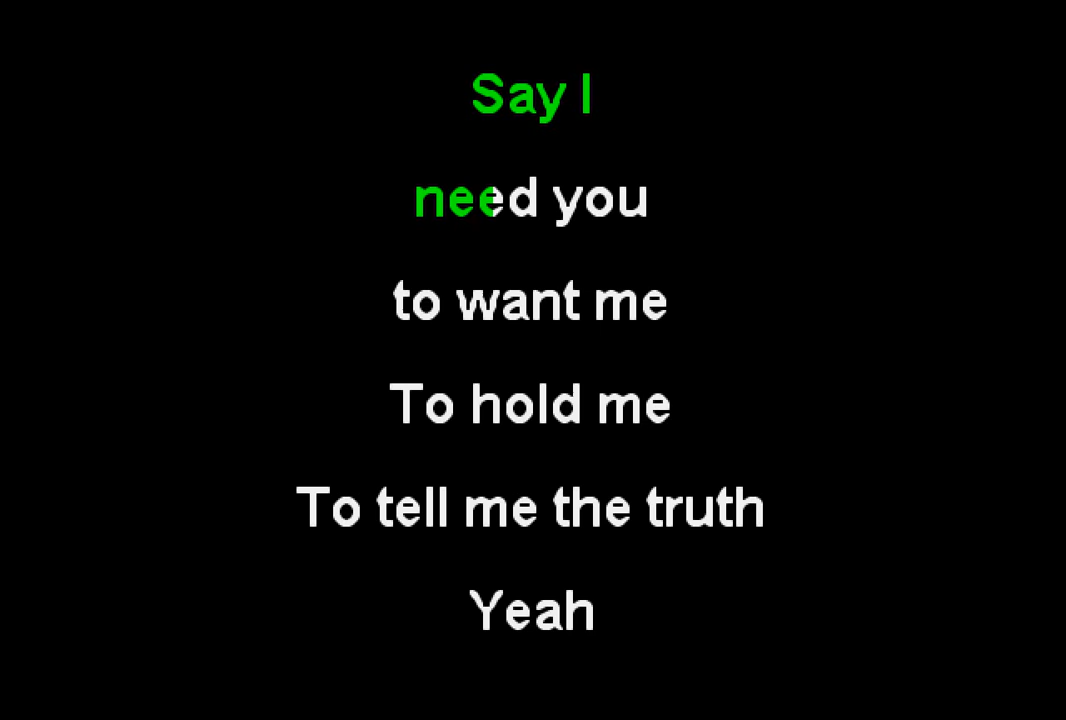 Say I
need you
to want me
To hold me
To tell me the truth
Yeah